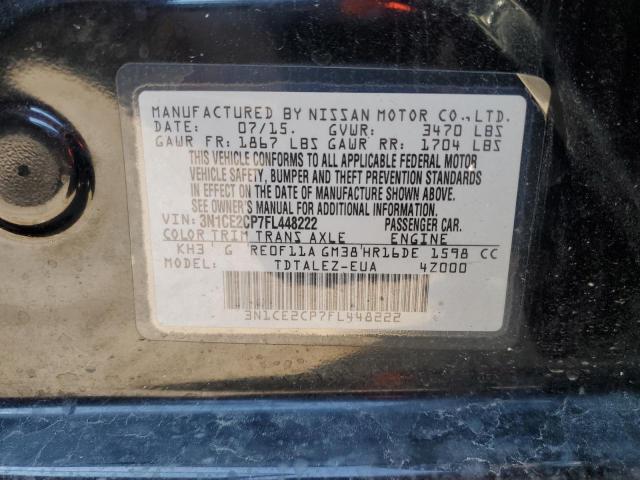 MANUFACTURED BY NISSAN MOTOR CO.,LTD.
DATE: 07/15. GVWR: 3470 LBS
GAWR FR: 1867 LBS GAWR RR: 1704 LBS
THIS VEHICLE CONFORMS TO ALL APPLICABLE FEDERAL MOTOR
VEHICLE SAFETY, BUMPER AND THEFT PREVENTION STANDARDS
IN EFFECT ON THE DATE OF MANUFACTURE SHOWN ABOVE.
SEE OWNER'S MANUAL FOR ADDITIONAL INFORMATION.
VIN: 3N1CE2CP7FL448222 PASSENGER CAR.
COLOR TRIM TRANS AXLE ENGINE
KH3 G RE0F11A GM38 HR16DE 1598 CC
TDTALEZ-EUA 4Z000
3N1CE2CP7FL448222